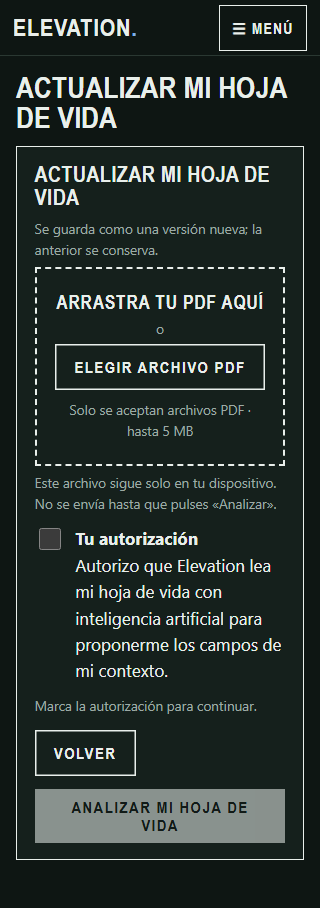 ELEVATION.
☰ MENÚ
ACTUALIZAR MI HOJA
DE VIDA
ACTUALIZAR MI HOJA DE
VIDA
Se guarda como una versión nueva; la
anterior se conserva.
ARRASTRA TU PDF AQUÍ
o
ELEGIR ARCHIVO PDF
Solo se aceptan archivos PDF ·
hasta 5 MB
Este archivo sigue solo en tu dispositivo.
No se envía hasta que pulses «Analizar».
Tu autorización
Autorizo que Elevation lea
mi hoja de vida con
inteligencia artificial para
proponerme los campos de
mi contexto.
Marca la autorización para continuar.
VOLVER
ANALIZAR MI HOJA DE
VIDA